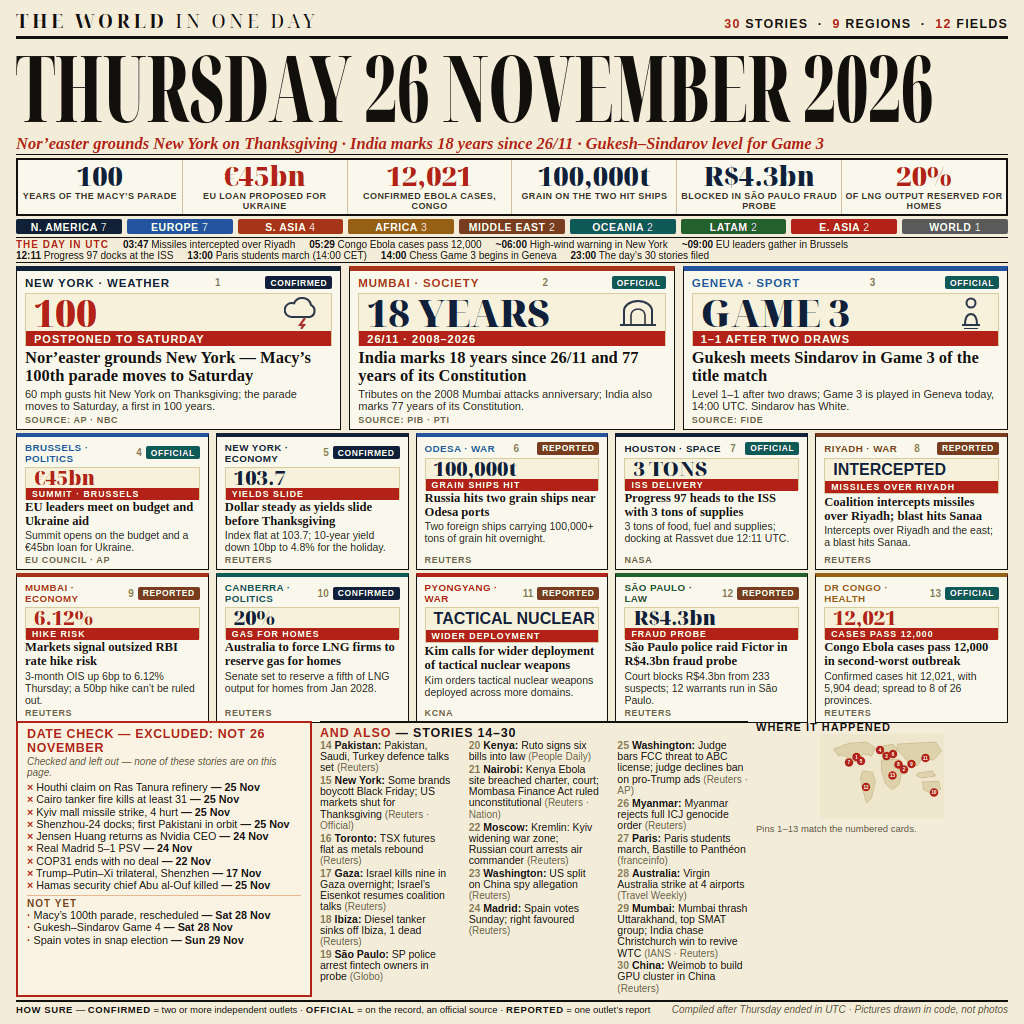 THE WORLD IN ONE DAY
30 STORIES · 9 REGIONS · 12 FIELDS
THURSDAY 26 NOVEMBER 2026
Nor’easter grounds New York on Thanksgiving · India marks 18 years since 26/11 · Gukesh–Sindarov level for Game 3
100
YEARS OF THE MACY’S PARADE
€45bn
EU LOAN PROPOSED FOR
UKRAINE
12,021
CONFIRMED EBOLA CASES,
CONGO
100,000t
GRAIN ON THE TWO HIT SHIPS
R$4.3bn
BLOCKED IN SÃO PAULO FRAUD
PROBE
20%
OF LNG OUTPUT RESERVED FOR
HOMES
N. AMERICA 7
EUROPE 7
S. ASIA 4
AFRICA 3
MIDDLE EAST 2
OCEANIA 2
LATAM 2
E. ASIA 2
WORLD 1
THE DAY IN UTC 03:47 Missiles intercepted over Riyadh 05:29 Congo Ebola cases pass 12,000 ~06:00 High-wind warning in New York ~09:00 EU leaders gather in Brussels
12:11 Progress 97 docks at the ISS 13:00 Paris students march (14:00 CET) 14:00 Chess Game 3 begins in Geneva 23:00 The day’s 30 stories filed
NEW YORK · WEATHER 1 CONFIRMED
100
POSTPONED TO SATURDAY
Nor’easter grounds New York — Macy’s
100th parade moves to Saturday
60 mph gusts hit New York on Thanksgiving; the parade
moves to Saturday, a first in 100 years.
SOURCE: AP · NBC
MUMBAI · SOCIETY 2 OFFICIAL
18 YEARS
26/11 · 2008–2026
India marks 18 years since 26/11 and 77
years of its Constitution
Tributes on the 2008 Mumbai attacks anniversary; India also
marks 77 years of its Constitution.
SOURCE: PIB · PTI
GENEVA · SPORT 3 OFFICIAL
GAME 3
1–1 AFTER TWO DRAWS
Gukesh meets Sindarov in Game 3 of the
title match
Level 1–1 after two draws; Game 3 is played in Geneva today,
14:00 UTC. Sindarov has White.
SOURCE: FIDE
BRUSSELS ·
POLITICS
4 OFFICIAL
€45bn
SUMMIT · BRUSSELS
EU leaders meet on budget and
Ukraine aid
Summit opens on the budget and a
€45bn loan for Ukraine.
EU COUNCIL · AP
NEW YORK ·
ECONOMY
5 CONFIRMED
103.7
YIELDS SLIDE
Dollar steady as yields slide
before Thanksgiving
Index flat at 103.7; 10-year yield
down 10bp to 4.8% for the holiday.
REUTERS
ODESA · WAR 6 REPORTED
100,000t
GRAIN SHIPS HIT
Russia hits two grain ships near
Odesa ports
Two foreign ships carrying 100,000+
tons of grain hit overnight.
REUTERS
HOUSTON · SPACE 7 OFFICIAL
3 TONS
ISS DELIVERY
Progress 97 heads to the ISS
with 3 tons of supplies
3 tons of food, fuel and supplies;
docking at Rassvet due 12:11 UTC.
NASA
RIYADH · WAR 8 REPORTED
INTERCEPTED
MISSILES OVER RIYADH
Coalition intercepts missiles
over Riyadh; blast hits Sanaa
Intercepts over Riyadh and the east;
a blast hits Sanaa.
REUTERS
MUMBAI ·
ECONOMY
9 REPORTED
6.12%
HIKE RISK
Markets signal outsized RBI
rate hike risk
3-month OIS up 6bp to 6.12%
Thursday; a 50bp hike can’t be ruled
out.
REUTERS
CANBERRA ·
POLITICS
10 CONFIRMED
20%
GAS FOR HOMES
Australia to force LNG firms to
reserve gas for homes
Senate set to reserve a fifth of LNG
output for homes from Jan 2028.
REUTERS
PYONGYANG ·
WAR
11 REPORTED
TACTICAL NUCLEAR
WIDER DEPLOYMENT
Kim calls for wider deployment
of tactical nuclear weapons
Kim orders tactical nuclear weapons
deployed across more domains.
KCNA
SÃO PAULO ·
LAW
12 REPORTED
R$4.3bn
FRAUD PROBE
São Paulo police raid Fictor in
R$4.3bn fraud probe
Court blocks R$4.3bn from 233
suspects; 12 warrants run in São
Paulo.
REUTERS
DR CONGO ·
HEALTH
13 OFFICIAL
12,021
CASES PASS 12,000
Congo Ebola cases pass 12,000
in second-worst outbreak
Confirmed cases hit 12,021, with
5,904 dead; spread to 8 of 26
provinces.
REUTERS
DATE CHECK — EXCLUDED: NOT 26
NOVEMBER
Checked and left out — none of these stories are on this
page.
× Houthi claim on Ras Tanura refinery — 25 Nov
× Cairo tanker fire kills at least 31 — 25 Nov
× Kyiv mall missile strike, 4 hurt — 25 Nov
× Shenzhou-24 docks; first Pakistani in orbit — 25 Nov
× Jensen Huang returns as Nvidia CEO — 24 Nov
× Real Madrid 5–1 PSV — 24 Nov
× COP31 ends with no deal — 22 Nov
× Trump–Putin–Xi trilateral, Shenzhen — 17 Nov
× Hamas security chief Abu al-Ouf killed — 25 Nov
NOT YET
· Macy’s 100th parade, rescheduled — Sat 28 Nov
· Gukesh–Sindarov Game 4 — Sat 28 Nov
· Spain votes in snap election — Sun 29 Nov
AND ALSO — STORIES 14–30
14 Pakistan: Pakistan,
Saudi, Turkey defence talks
set (Reuters)
15 New York: Some brands
boycott Black Friday; US
markets shut for
Thanksgiving (Reuters ·
Official)
16 Toronto: TSX futures
flat as metals rebound
(Reuters)
17 Gaza: Israel kills nine in
Gaza overnight; Israel’s
Eisenkot resumes coalition
talks (Reuters)
18 Ibiza: Diesel tanker
sinks off Ibiza, 1 dead
(Reuters)
19 São Paulo: SP police
arrest fintech owners in
probe (Globo)
20 Kenya: Ruto signs six
bills into law (People Daily)
21 Nairobi: Kenya Ebola
site breached charter, court;
Mombasa Finance Act ruled
unconstitutional (Reuters ·
Nation)
22 Moscow: Kremlin: Kyiv
widening war zone;
Russian court arrests air
commander (Reuters)
23 Washington: US split
on China spy allegation
(Reuters)
24 Madrid: Spain votes
Sunday; right favoured
(Reuters)
25 Washington: Judge
bars FCC threat to ABC
license; judge declines ban
on pro-Trump ads (Reuters ·
AP)
26 Myanmar: Myanmar
rejects full ICJ genocide
order (Reuters)
27 Paris: Paris students
march, Bastille to Panthéon
(franceinfo)
28 Australia: Virgin
Australia strike at 4 airports
(Travel Weekly)
29 Mumbai: Mumbai thrash
Uttarakhand, top SMAT
group; India chase
Christchurch win to revive
WTC (IANS · Reuters)
30 China: Weimob to build
GPU cluster in China
(Reuters)
WHERE IT HAPPENED
Pins 1–13 match the numbered cards.
HOW SURE — CONFIRMED = two or more independent outlets · OFFICIAL = on the record, an official source · REPORTED = one outlet’s report
Compiled after Thursday ended in UTC · Pictures drawn in code, not photos